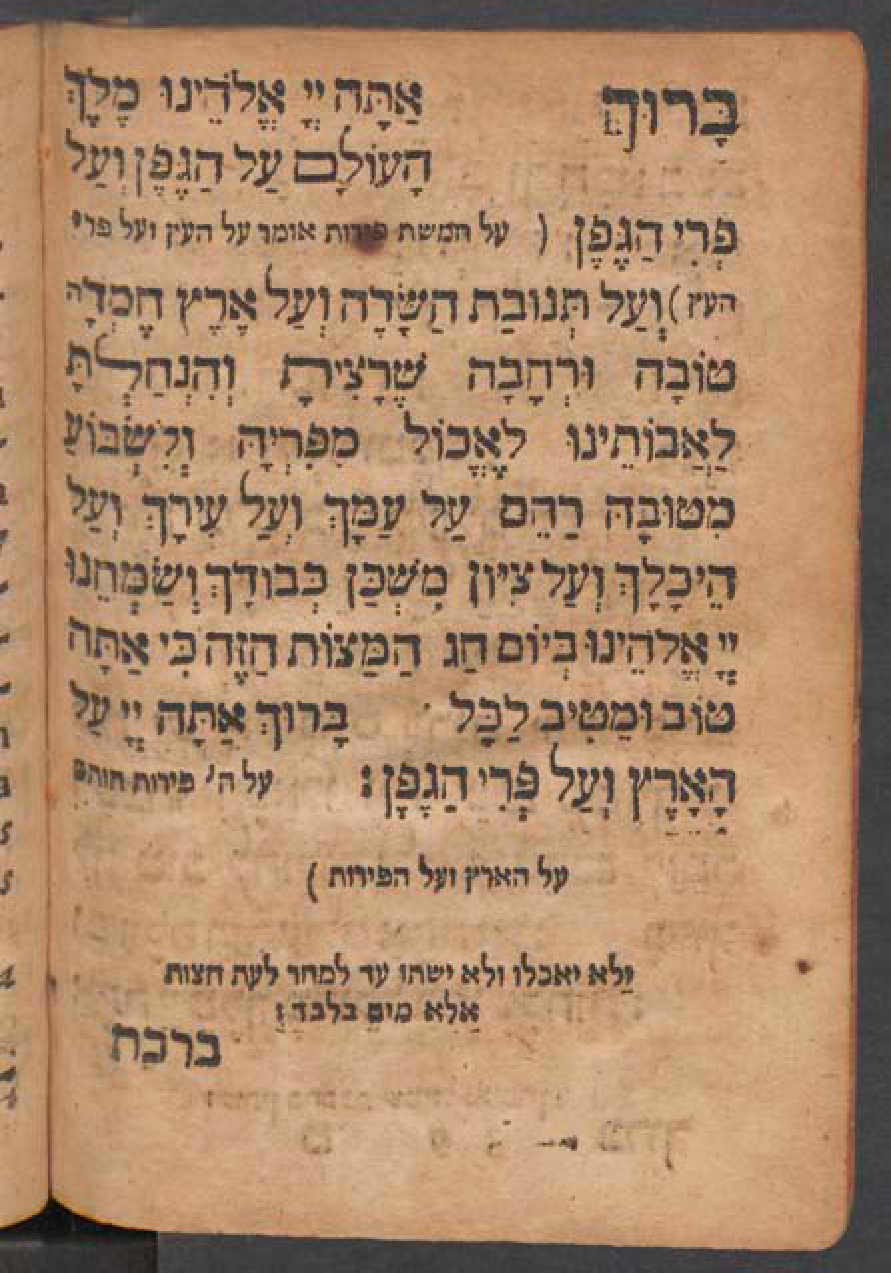 בָּרוּךְ אַתָּה יְיָ אֱלֹהֵינוּ מֶלֶךְ
הָעוֹלָם עַל הַגֶּפֶן וְעַל
פְּרִי הַגֶּפֶן ( על חמשת פירות אומר על העץ ועל פרי
העץ) וְעַל תְּנוּבַת הַשָּׂדֶה וְעַל אֶרֶץ חֶמְדָּה
טוֹבָה וּרְחָבָה שֶׁרָצִיתָ וְהִנְחַלְתָּ
לַאֲבוֹתֵינוּ לֶאֱכוֹל מִפִּרְיָהּ וְלִשְׂבּוֹעַ
מִטּוּבָהּ רַהֵם עַל עַמָּךְ וְעַל עִירָךְ וְעַל
הֵיכָלָךְ וְעַל צִיּוֹן מִשְׁכַּן כְּבוֹדָךְ וְשַׂמְּחֵנוּ
יְיָ אֱלֹהֵינוּ בְּיוֹם חַג הַמַּצּוֹת הַזֶּה כִּי אַתָּה
טוֹב וּמֵטִיב לַכָּל · בָּרוּךְ אַתָּה יְיָ עַל
הָאָרֶץ וְעַל פְּרִי הַגָּפֶן: על ה' פירות חותם
על הארץ ועל הפירות )
ולא יאכלו ולא ישתו עד למחר לעת חצות
אלא מים בלבד:
ברכת